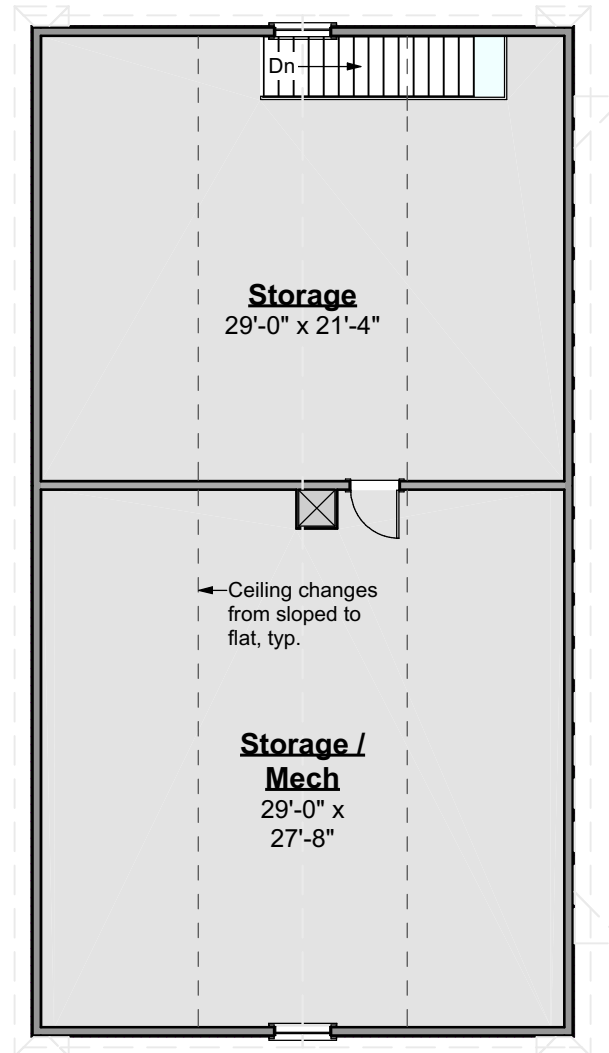 Dn
Storage
29'-0" x 21'-4"
Ceiling changes
from sloped to
flat, typ.
Storage /
Mech
29'-0" x
27'-8"